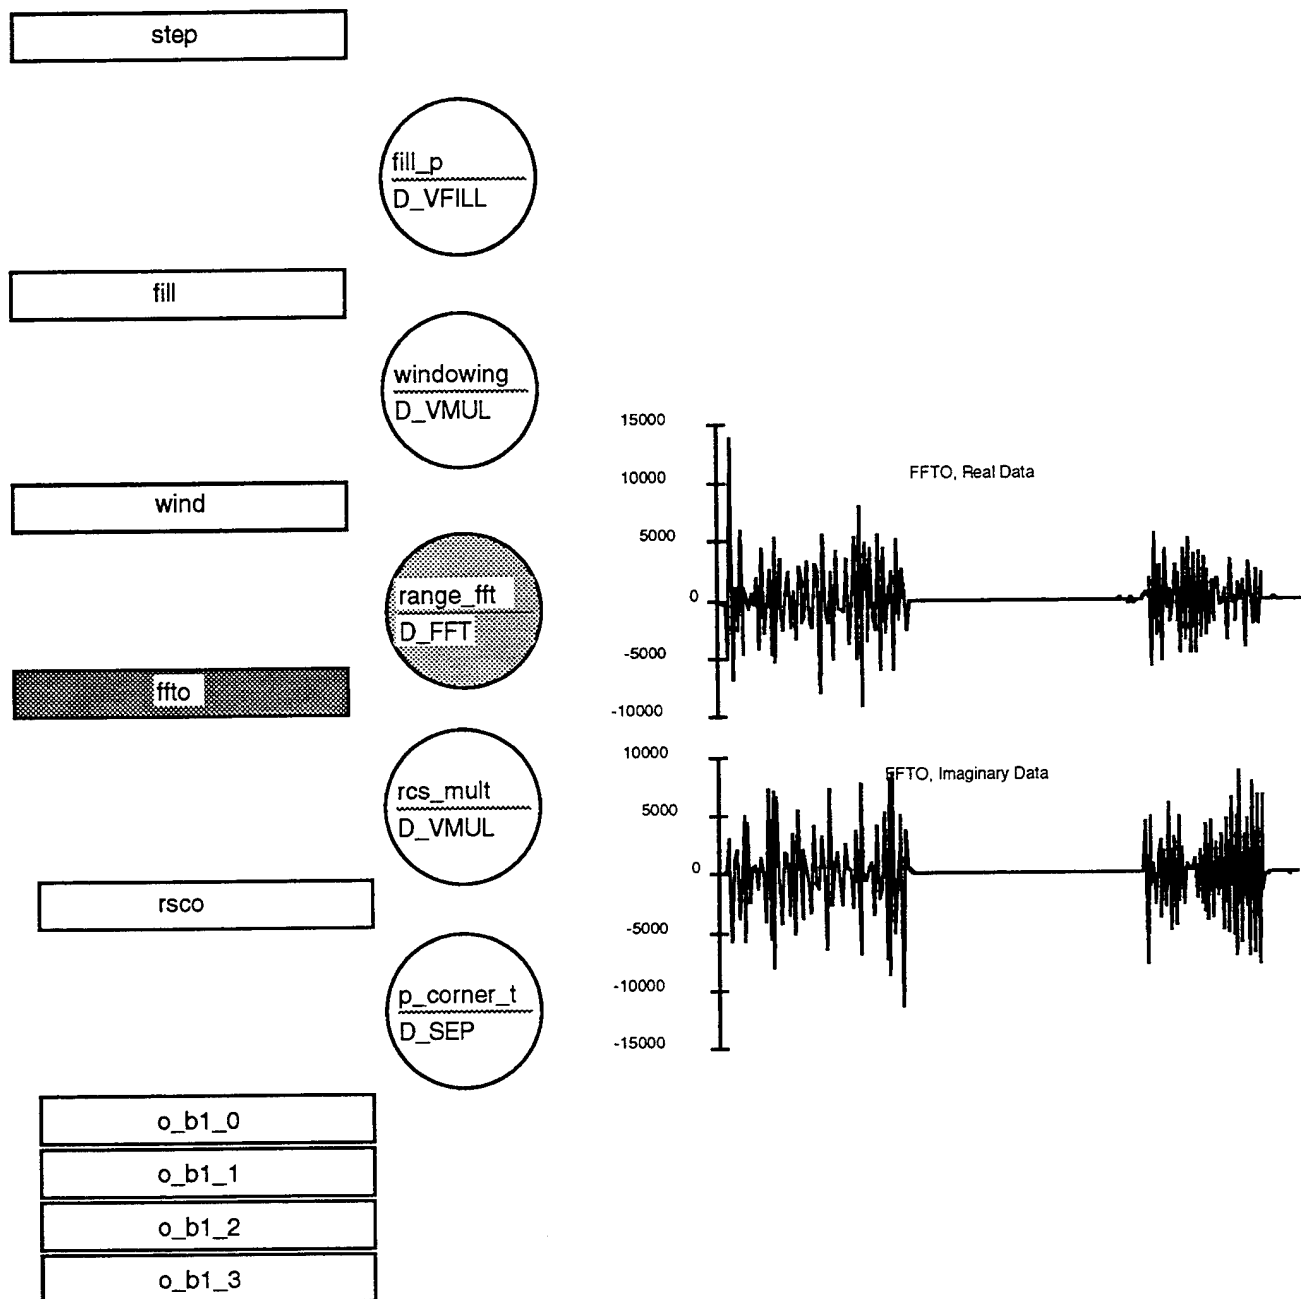 step
fill_p
D_VFILL
fill
windowing
D_VMUL
wind
range_fft
D_FFT
ffto
rcs_mult
D_VMUL
rsco
p_corner_t
D_SEP
o_b1_0
o_b1_1
o_b1_2
o_b1_3
15000
10000
FFTO, Real Data
5000
0
-5000
-10000
10000
FFTO, Imaginary Data
5000
0
-5000
-10000
-15000